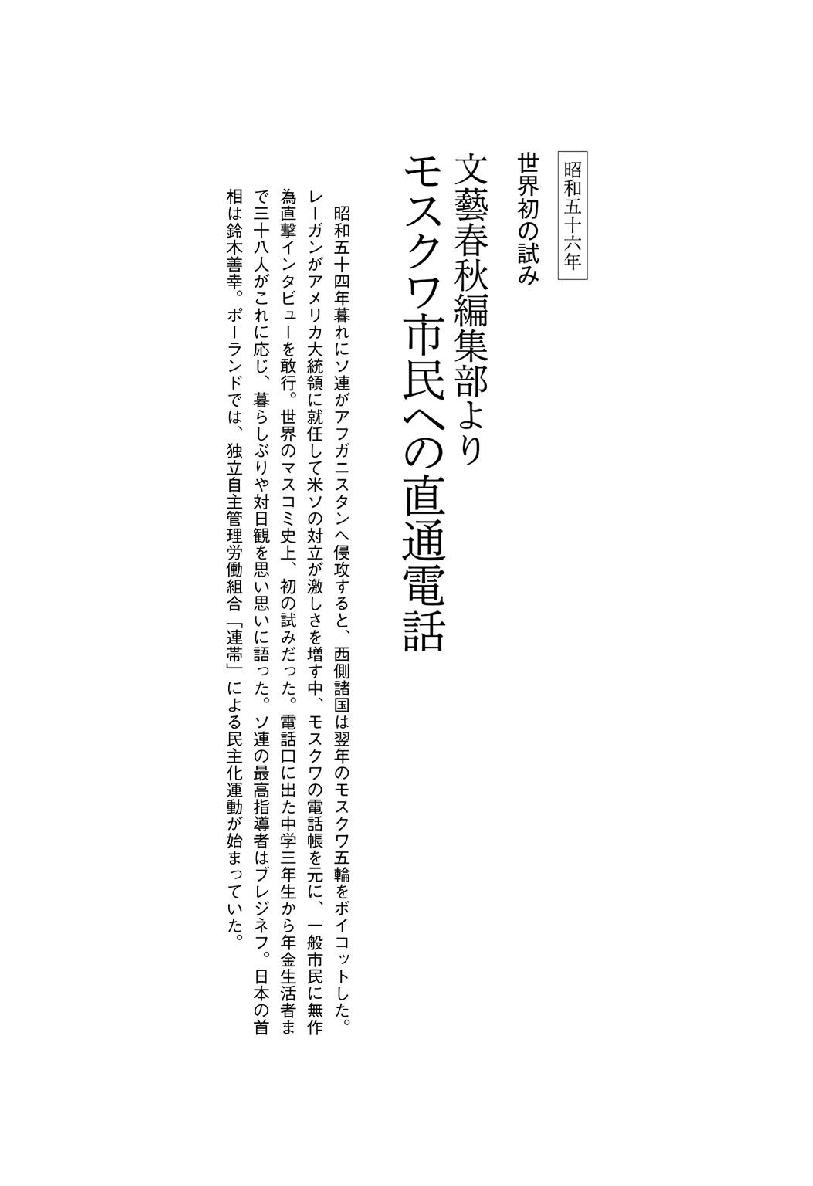 昭和五十六年
世界初の試み
文藝春秋編集部より
モスクワ市民への直通電話
昭和五十四年暮れにソ連がアフガニスタンへ侵攻すると、西側諸国は翌年のモスクワ五輪をボイコットした。
レーガンがアメリカ大統領に就任して米ソの対立が激しさを増す中、モスクワの電話帳を元に、一般市民に無作
為直撃インタビューを敢行。世界のマスコミ史上、初の試みだった。電話口に出た中学三年生から年金生活者ま
で三十八人がこれに応じ、暮らしぶりや対日観を思い思いに語った。ソ連の最高指導者はブレジネフ。日本の首
相は鈴木善幸。ポーランドでは、独立自主管理労働組合「連帯」による民主化運動が始まっていた。